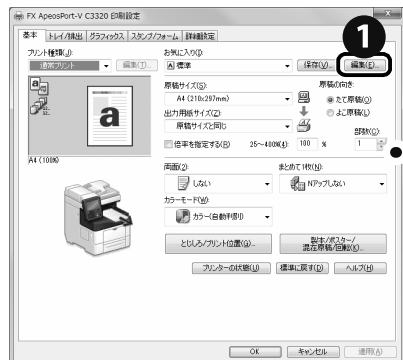 FX ApeosPort-V C3320 印刷設定
基本 トレイ/排出 グラフィックス スタンプ/フォーム 詳細設定
プリント種類(J):
通常プリント
編集(T)...
お気に入り(I):
A 標準
保存(V)...
編集(E)...
1
原稿サイズ(S):
A4 (210x297mm)
原稿の向き:
たて原稿(O)
よこ原稿(L)
出力用紙サイズ(Z):
原稿サイズと同じ
倍率を指定する(R) 25～400%(4): 100 %
部数(C):
1
a
A4 (100%)
両面(2):
しない
まとめて1枚(N):
Nアップしない
カラーモード(W):
カラー(自動判別)
とじしろ/プリント位置(G)...
製本/ポスター/
混在原稿/回転(K)...
プリンターの状態(U) 標準に戻す(D) ヘルプ(H)
OK キャンセル 適用(A)